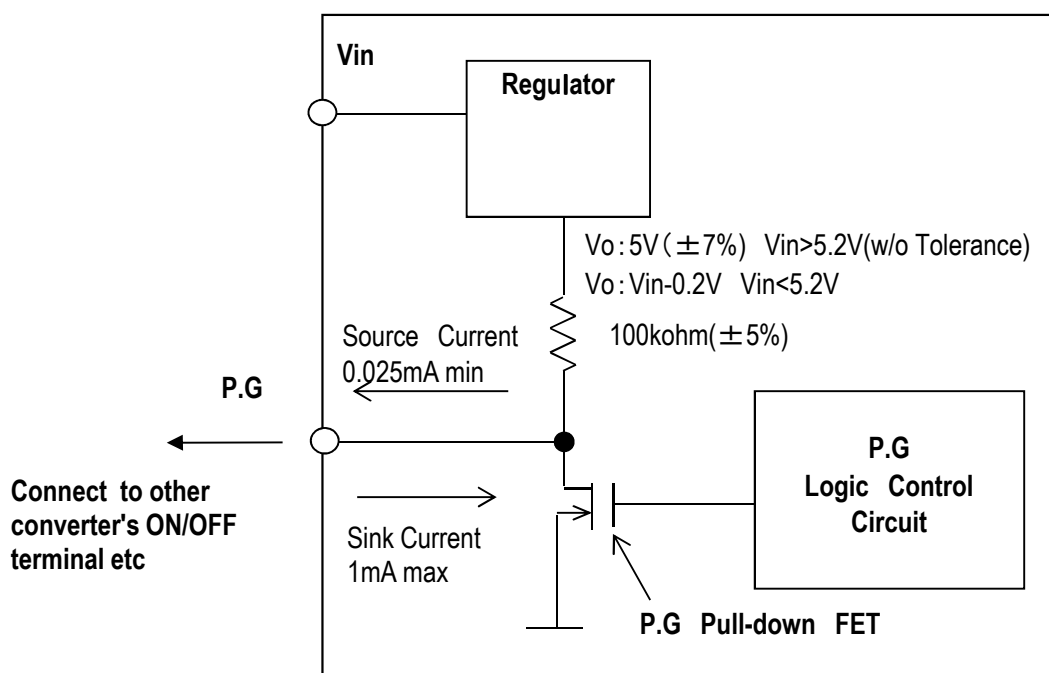 Vin
Regulator
Vo：5V（±7%） Vin>5.2V(w/o Tolerance)
Vo：Vin-0.2V Vin<5.2V
100kohm(±5%)
Source Current
0.025mA min
P.G
Connect to other
converter's ON/OFF
terminal etc
Sink Current
1mA max
P.G
Logic Control
Circuit
P.G Pull-down FET